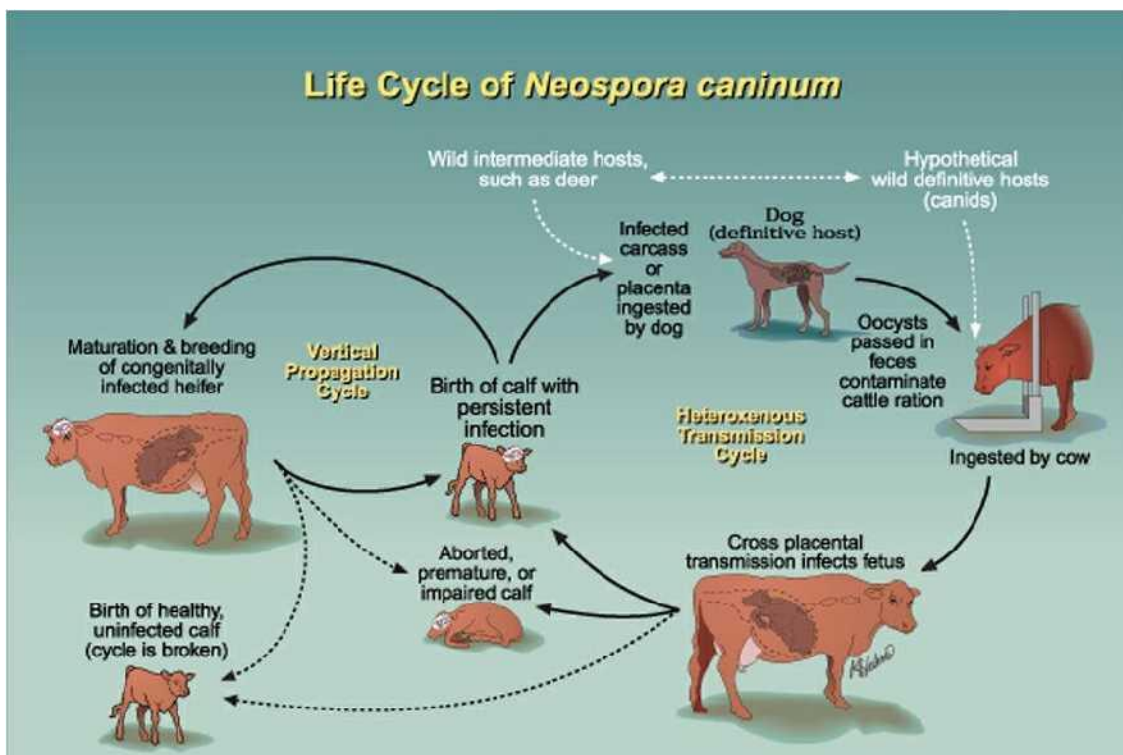 Life Cycle of Neospora caninum
Wild intermediate hosts,
such as deer
Hypothetical
wild definitive hosts
(canids)
Infected
carcass
or
placenta
ingested
by dog
Dog
(definitive host)
Oocysts
passed in
feces
contaminate
cattle ration
Ingested by cow
Maturation & breeding
of congenitally
infected heifer
Vertical
Propagation
Cycle
Birth of calf with
persistent
infection
Heteroxenous
Transmission
Cycle
Cross placental
transmission infects fetus
Aborted,
premature, or
impaired calf
Birth of healthy,
uninfected calf
(cycle is broken)